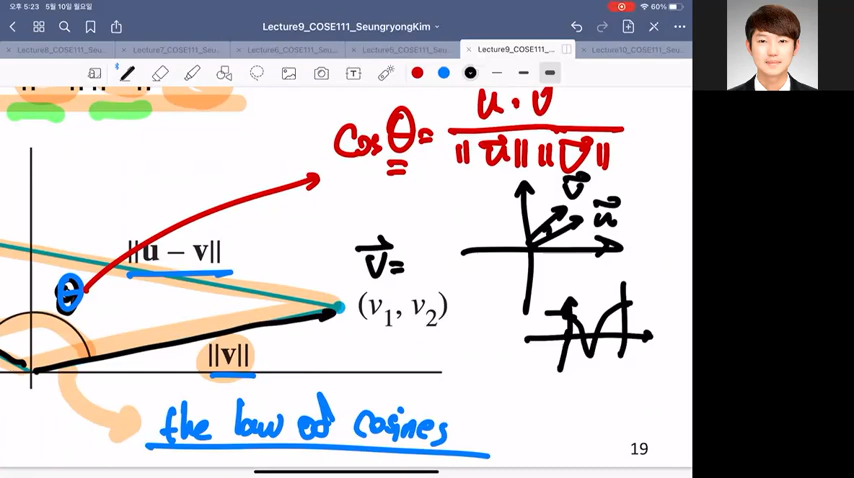 오후 5:23 5월 10일 월요일
60%
Lecture9_COSE111_SeungryongKim
Lecture8_COSE111_Seu...
Lecture7_COSE111_Seu...
Lecture6_COSE111_Seu...
Lecture5_COSE111_Seu...
Lecture9_COSE111_...
Lecture10_COSE111_Seu...
cos θ = u · v / ‖u⃗‖ ‖v⃗‖
v⃗
u⃗
‖u − v‖
v⃗ =
θ
(v₁, v₂)
‖v‖
the law of cosines
19